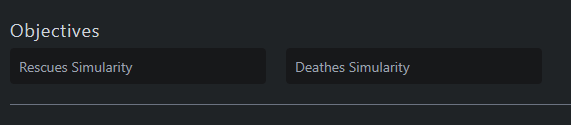 Objectives
Rescues Simularity
Deathes Simularity